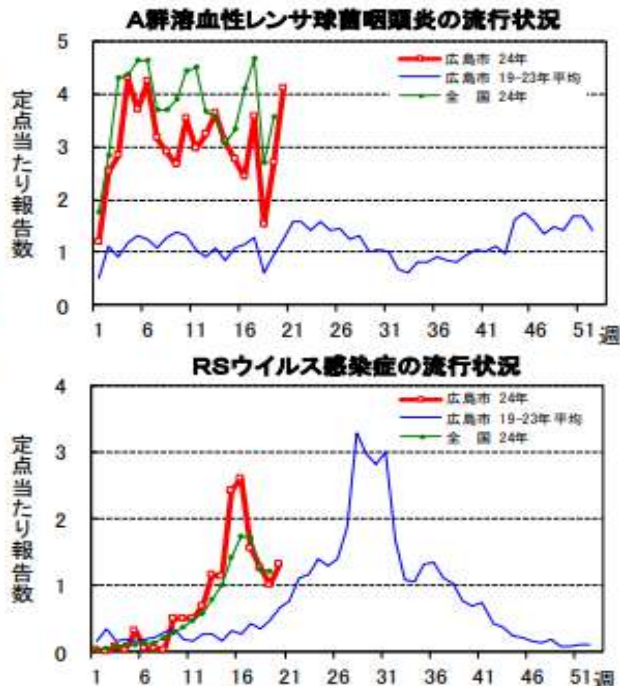 A群溶血性レンサ球菌咽頭炎の流行状況
定点当たり報告数
5
4
3
2
1
0
広島市 24年
広島市 19-23年平均
全 国 24年
1 6 11 16 21 26 31 36 41 46 51 週
RSウイルス感染症の流行状況
定点当たり報告数
4
3
2
1
0
広島市 24年
広島市 19-23年平均
全 国 24年
1 6 11 16 21 26 31 36 41 46 51 週